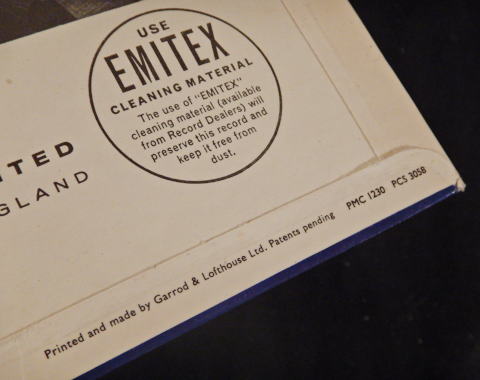 USE
EMITEX
CLEANING MATERIAL
The use of "EMITEX"
cleaning material (available
from Record Dealers) will
preserve this record and
keep it free from
dust.
ITED
GLAND
Printed and made by Garrod & Lofthouse Ltd. Patents pending PMC 1230 PCS 3058